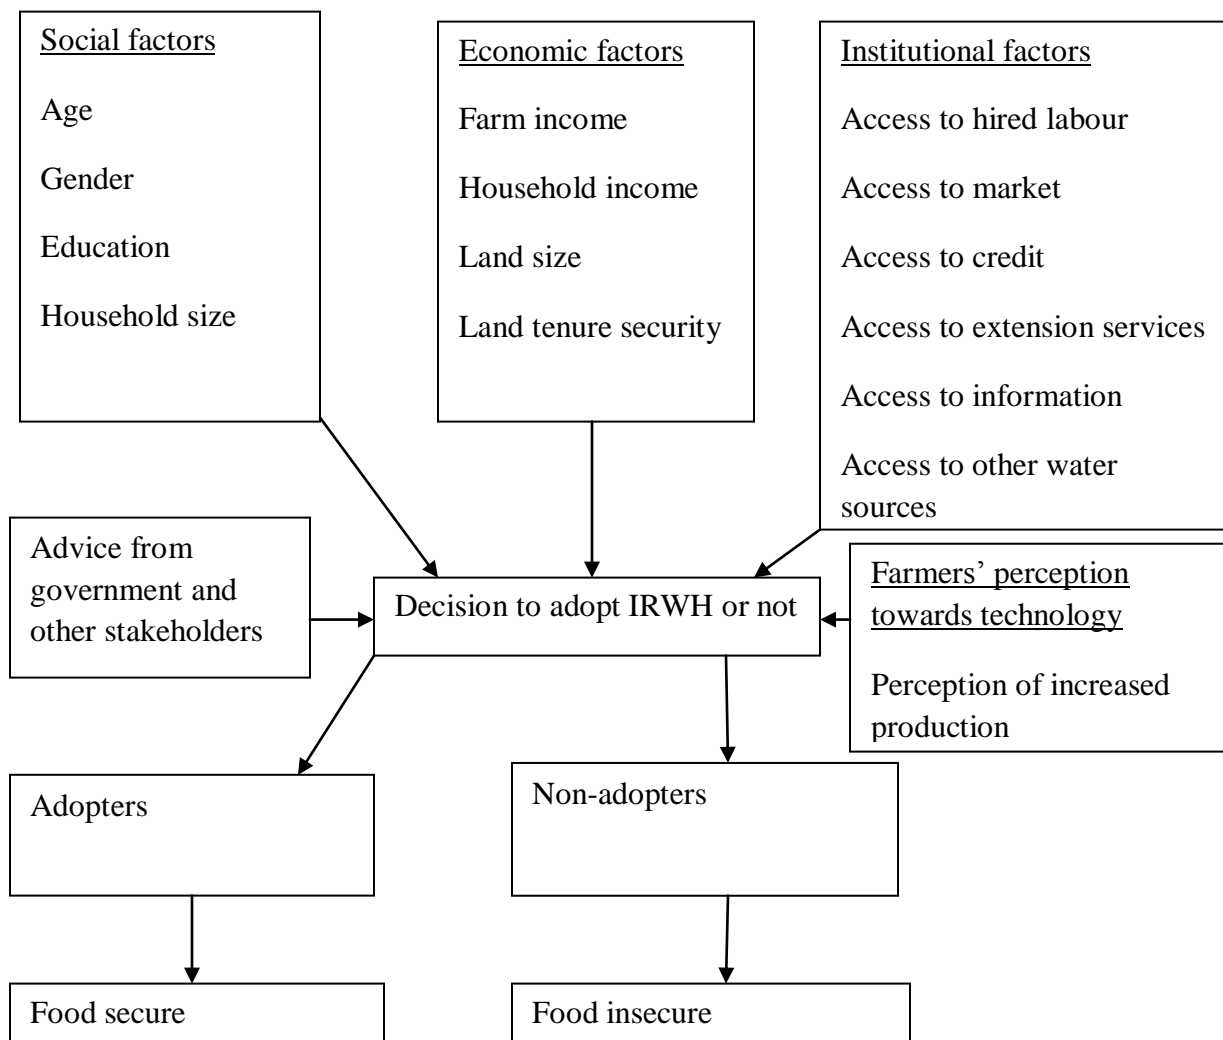 Social factors
Age
Gender
Education
Household size
Economic factors
Farm income
Household income
Land size
Land tenure security
Institutional factors
Access to hired labour
Access to market
Access to credit
Access to extension services
Access to information
Access to other water
sources
Advice from
government and
other stakeholders
Decision to adopt IRWH or not
Farmers’ perception
towards technology
Perception of increased
production
Adopters
Non-adopters
Food secure
Food insecure